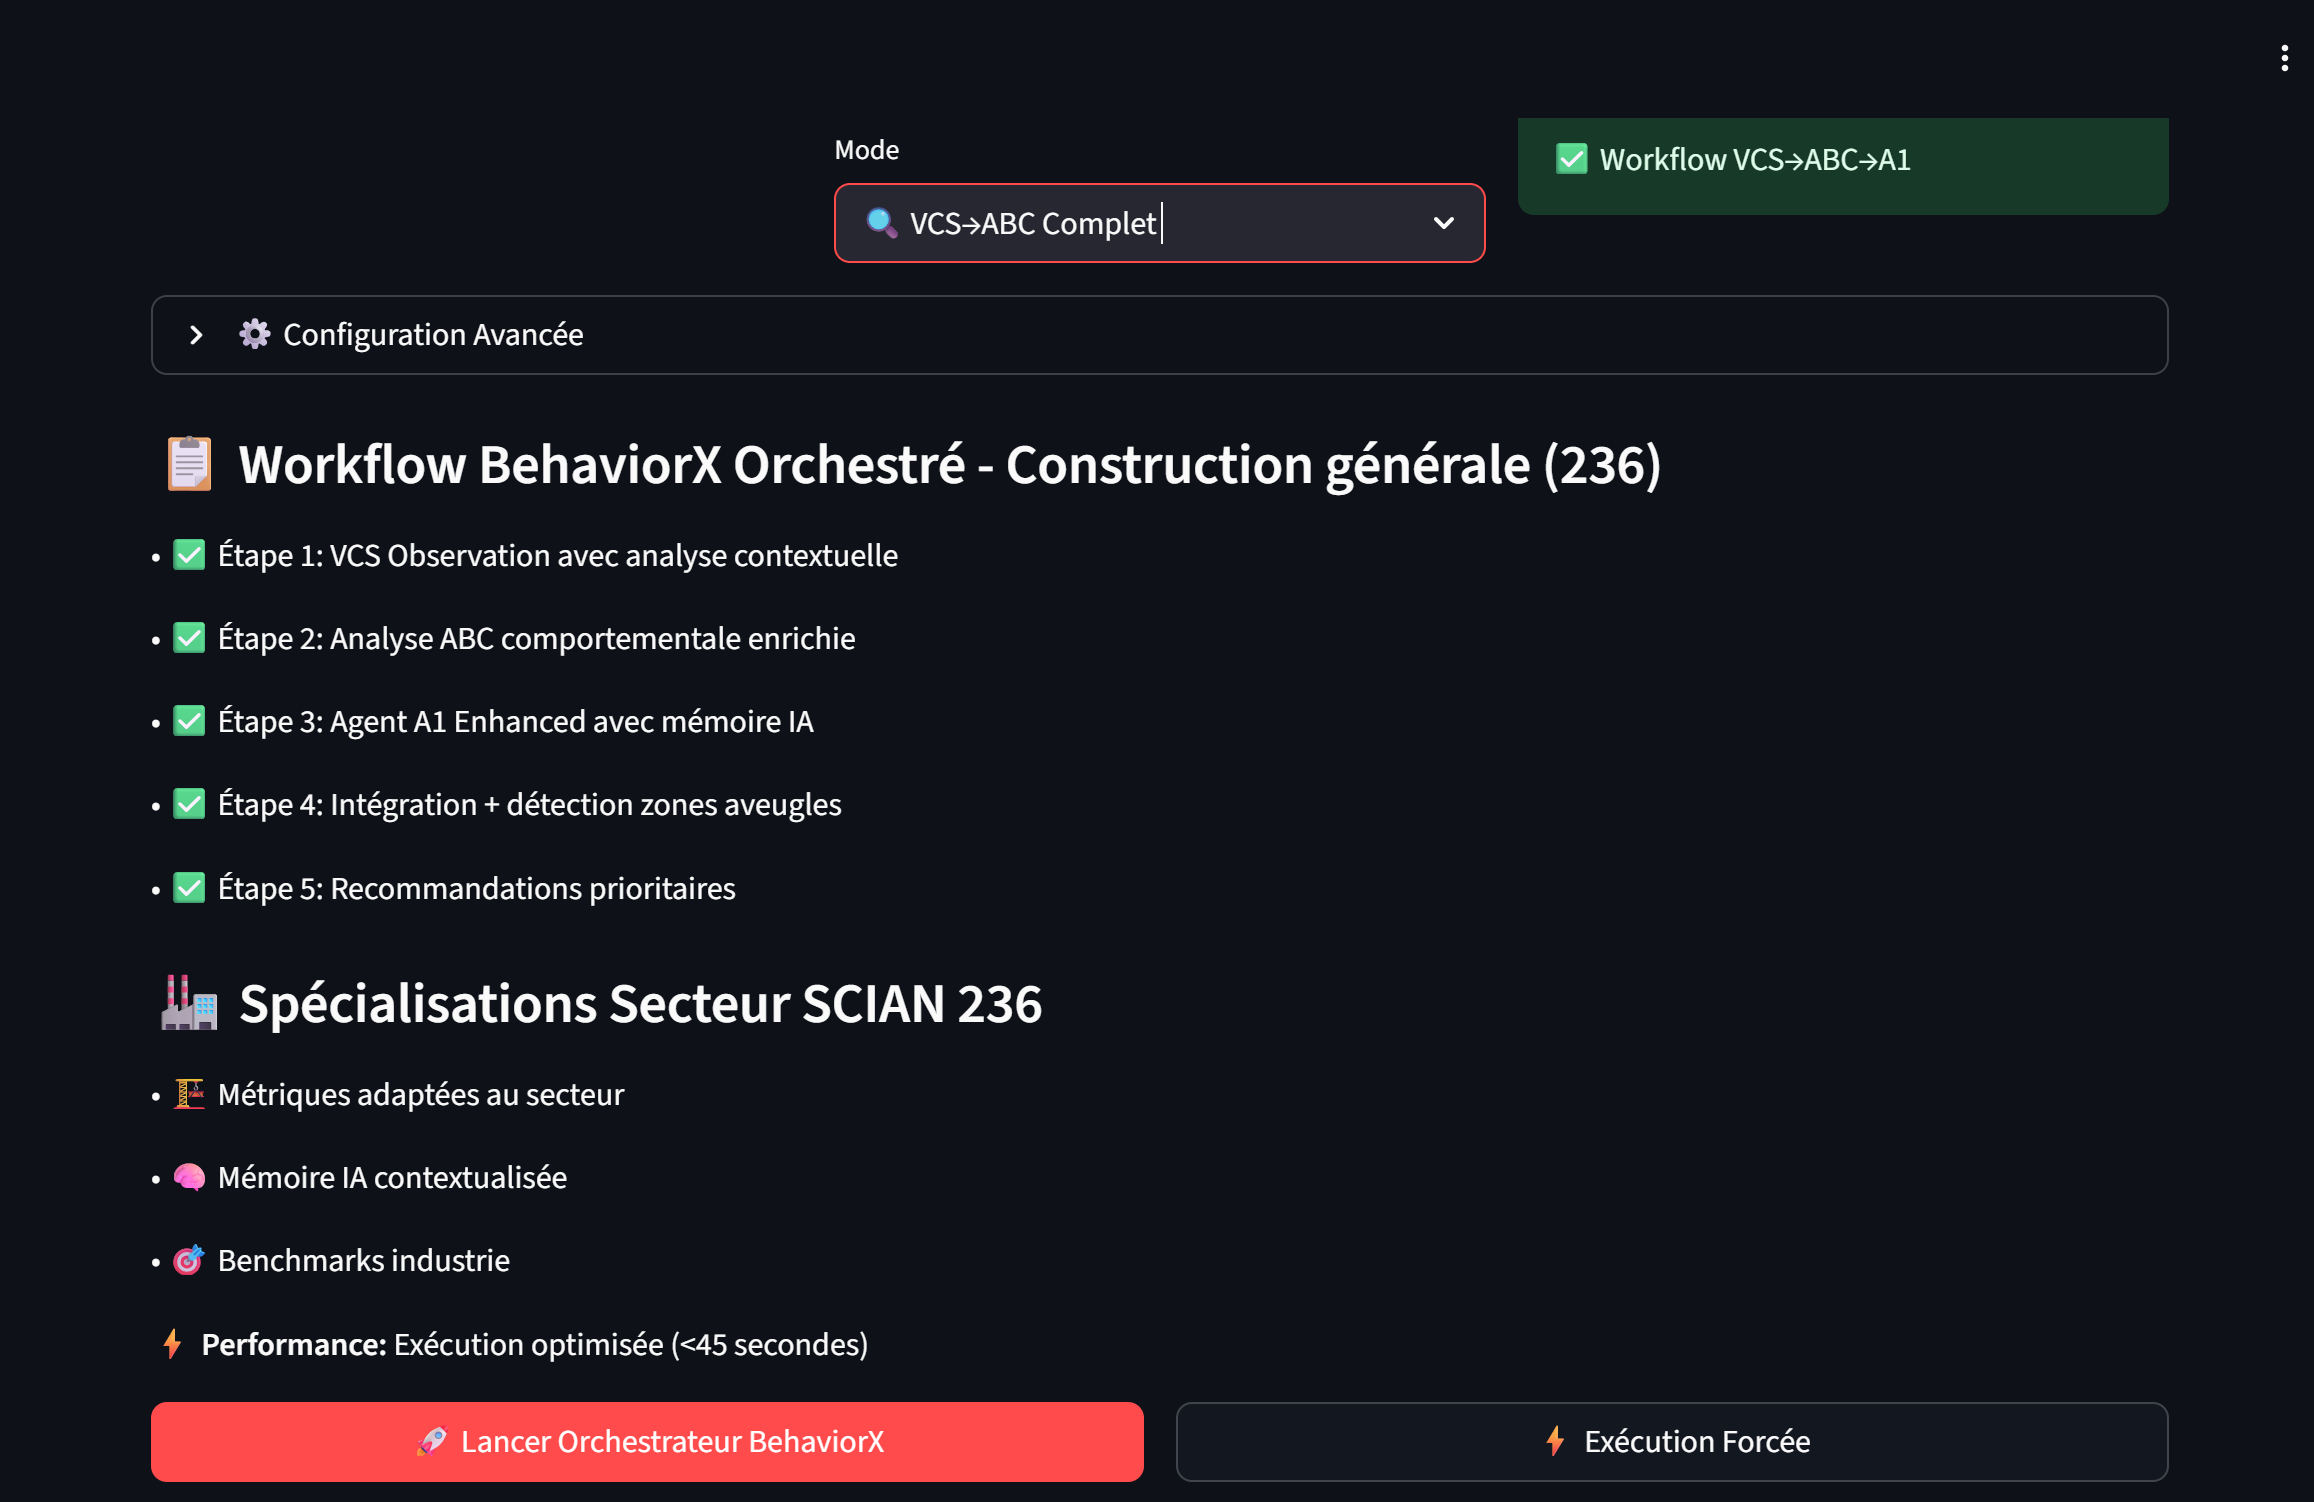 Mode
✅ Workflow VCS→ABC→A1
🔍 VCS→ABC Complet
⚙️ Configuration Avancée
📋 Workflow BehaviorX Orchestré - Construction générale (236)
• ✅ Étape 1: VCS Observation avec analyse contextuelle
• ✅ Étape 2: Analyse ABC comportementale enrichie
• ✅ Étape 3: Agent A1 Enhanced avec mémoire IA
• ✅ Étape 4: Intégration + détection zones aveugles
• ✅ Étape 5: Recommandations prioritaires
🏭 Spécialisations Secteur SCIAN 236
• 🏗️ Métriques adaptées au secteur
• 🧠 Mémoire IA contextualisée
• 🎯 Benchmarks industrie
⚡ Performance: Exécution optimisée (<45 secondes)
🚀 Lancer Orchestrateur BehaviorX
⚡ Exécution Forcée